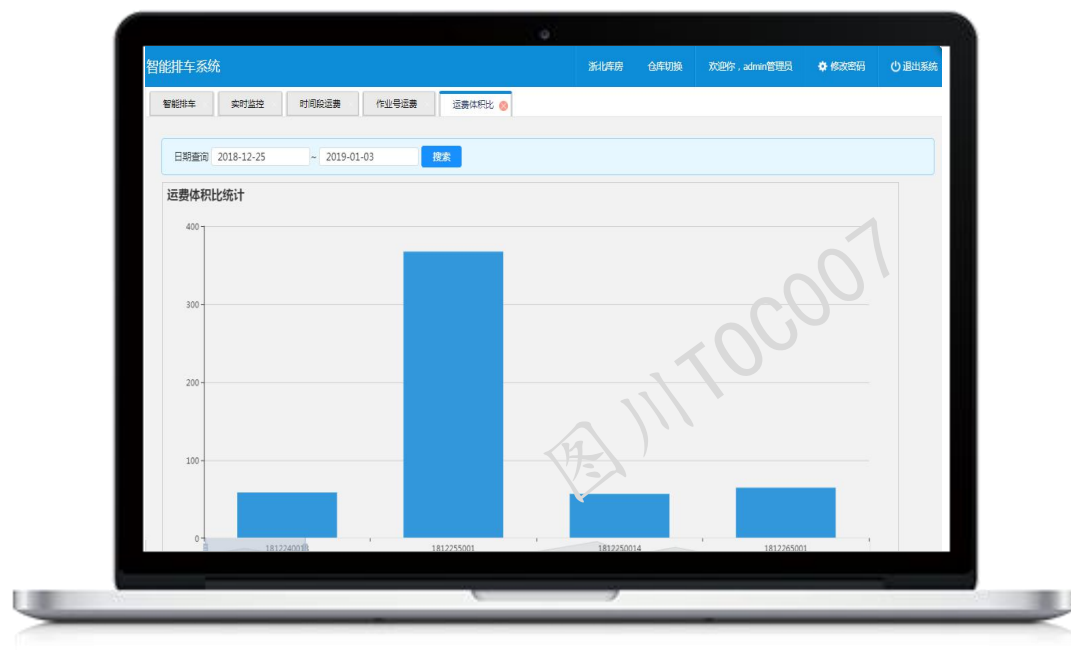 智能排车系统 浙北库房 仓库切换 欢迎你，admin管理员 修改密码 退出系统
智能排车 实时监控 时间段运费 作业号运费 运费体积比
日期查询 2018-12-25 ~ 2019-01-03 搜索
运费体积比统计
400
300
200
100
0
1812255001 1812250014 1812265001
图川TOC007